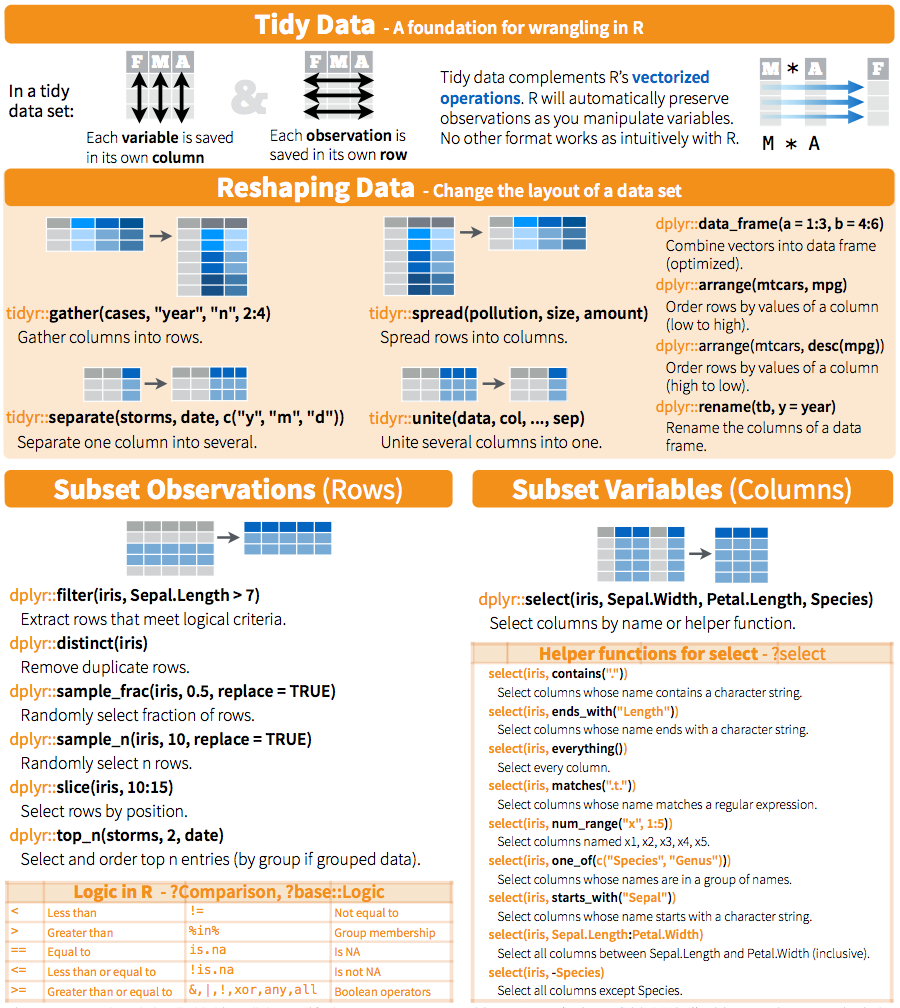 Tidy Data - A foundation for wrangling in R
In a tidy
data set:
F M A
&
F M A
Each variable is saved
in its own column
Each observation is
saved in its own row
Tidy data complements R’s vectorized
operations. R will automatically preserve
observations as you manipulate variables.
No other format works as intuitively with R.
M * A F
M * A
Reshaping Data - Change the layout of a data set
tidyr::gather(cases, "year", "n", 2:4)
Gather columns into rows.
tidyr::spread(pollution, size, amount)
Spread rows into columns.
tidyr::separate(storms, date, c("y", "m", "d"))
Separate one column into several.
tidyr::unite(data, col, ..., sep)
Unite several columns into one.
dplyr::data_frame(a = 1:3, b = 4:6)
Combine vectors into data frame
(optimized).
dplyr::arrange(mtcars, mpg)
Order rows by values of a column
(low to high).
dplyr::arrange(mtcars, desc(mpg))
Order rows by values of a column
(high to low).
dplyr::rename(tb, y = year)
Rename the columns of a data
frame.
Subset Observations (Rows)
dplyr::filter(iris, Sepal.Length > 7)
Extract rows that meet logical criteria.
dplyr::distinct(iris)
Remove duplicate rows.
dplyr::sample_frac(iris, 0.5, replace = TRUE)
Randomly select fraction of rows.
dplyr::sample_n(iris, 10, replace = TRUE)
Randomly select n rows.
dplyr::slice(iris, 10:15)
Select rows by position.
dplyr::top_n(storms, 2, date)
Select and order top n entries (by group if grouped data).
Logic in R - ?Comparison, ?base::Logic
< Less than != Not equal to
> Greater than %in% Group membership
== Equal to is.na Is NA
<= Less than or equal to !is.na Is not NA
>= Greater than or equal to &,|,!,xor,any,all Boolean operators
Subset Variables (Columns)
dplyr::select(iris, Sepal.Width, Petal.Length, Species)
Select columns by name or helper function.
Helper functions for select - ?select
select(iris, contains("."))
Select columns whose name contains a character string.
select(iris, ends_with("Length"))
Select columns whose name ends with a character string.
select(iris, everything())
Select every column.
select(iris, matches(".t."))
Select columns whose name matches a regular expression.
select(iris, num_range("x", 1:5))
Select columns named x1, x2, x3, x4, x5.
select(iris, one_of(c("Species", "Genus")))
Select columns whose names are in a group of names.
select(iris, starts_with("Sepal"))
Select columns whose name starts with a character string.
select(iris, Sepal.Length:Petal.Width)
Select all columns between Sepal.Length and Petal.Width (inclusive).
select(iris, -Species)
Select all columns except Species.